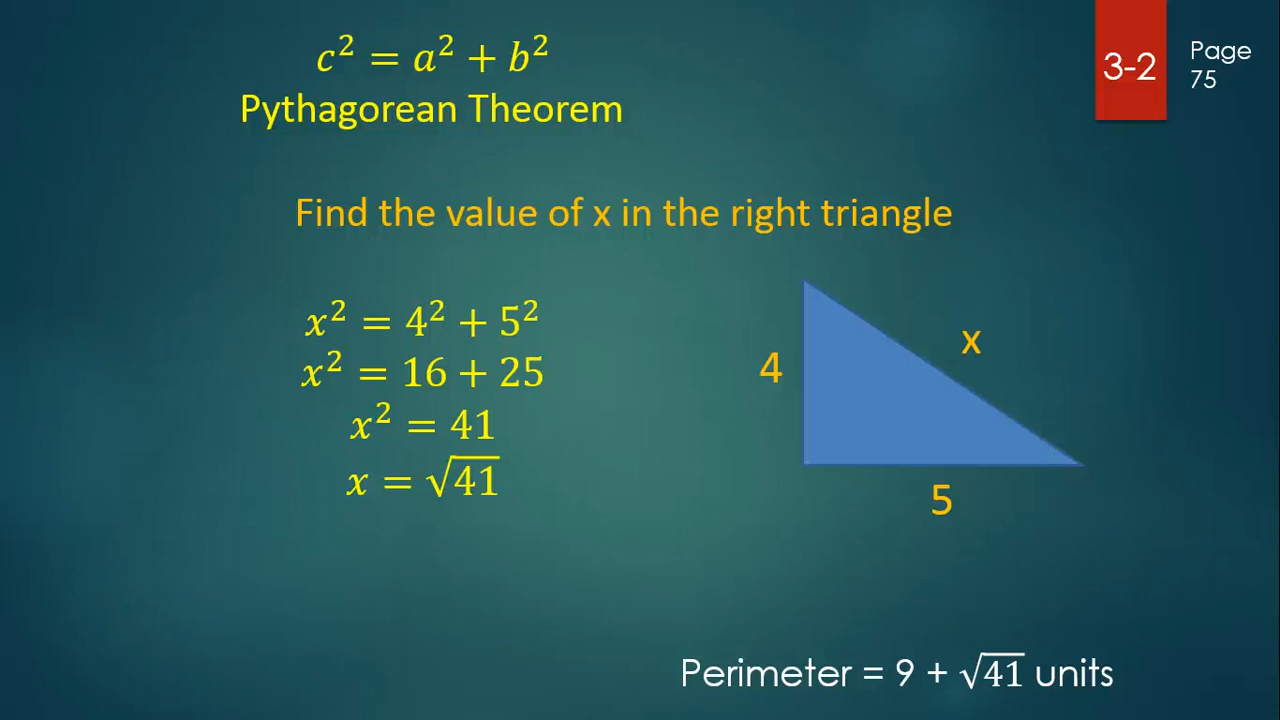 c² = a² + b²
Pythagorean Theorem
3-2
Page
75
Find the value of x in the right triangle
x² = 4² + 5²
x² = 16 + 25
x² = 41
x = √41
4
x
5
Perimeter = 9 + √41 units